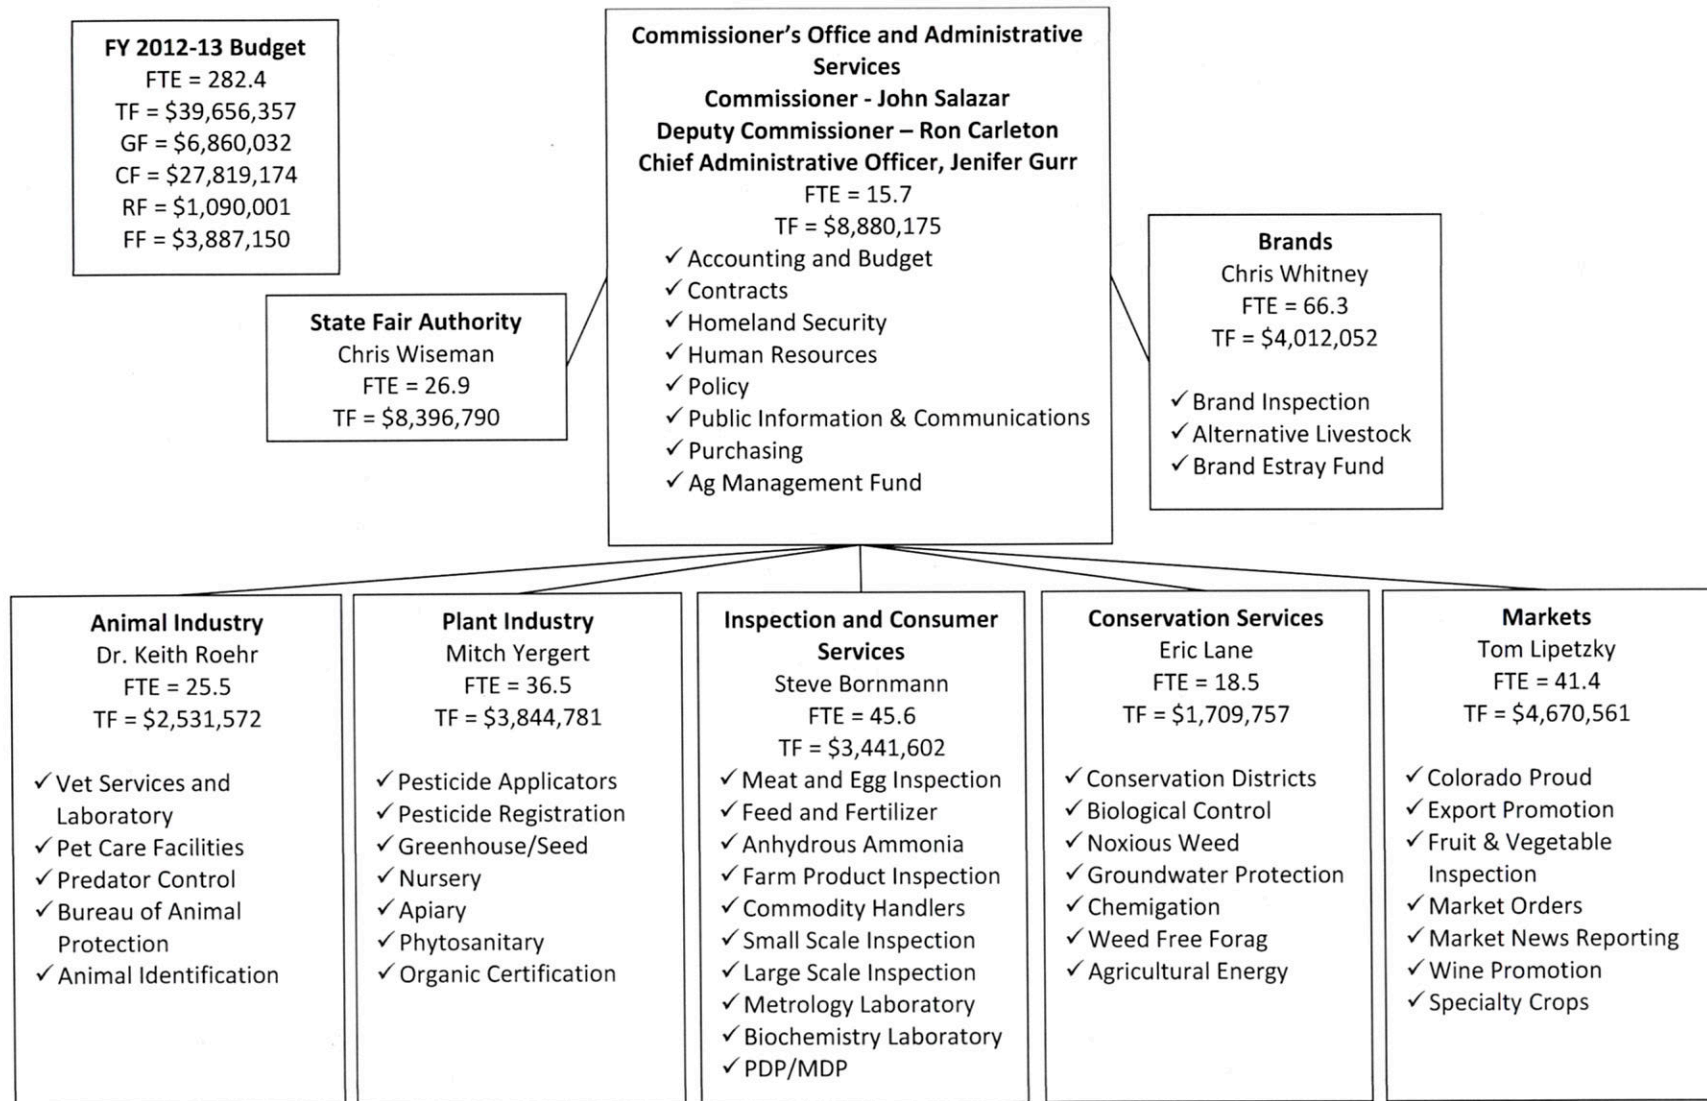 FY 2012-13 Budget
FTE = 282.4
TF = $39,656,357
GF = $6,860,032
CF = $27,819,174
RF = $1,090,001
FF = $3,887,150
Commissioner's Office and Administrative
Services
Commissioner - John Salazar
Deputy Commissioner – Ron Carleton
Chief Administrative Officer, Jenifer Gurr
FTE = 15.7
TF = $8,880,175
✓ Accounting and Budget
✓ Contracts
✓ Homeland Security
✓ Human Resources
✓ Policy
✓ Public Information & Communications
✓ Purchasing
✓ Ag Management Fund
State Fair Authority
Chris Wiseman
FTE = 26.9
TF = $8,396,790
Brands
Chris Whitney
FTE = 66.3
TF = $4,012,052
✓ Brand Inspection
✓ Alternative Livestock
✓ Brand Estray Fund
Animal Industry
Dr. Keith Roehr
FTE = 25.5
TF = $2,531,572
✓ Vet Services and
Laboratory
✓ Pet Care Facilities
✓ Predator Control
✓ Bureau of Animal
Protection
✓ Animal Identification
Plant Industry
Mitch Yergert
FTE = 36.5
TF = $3,844,781
✓ Pesticide Applicators
✓ Pesticide Registration
✓ Greenhouse/Seed
✓ Nursery
✓ Apiary
✓ Phytosanitary
✓ Organic Certification
Inspection and Consumer
Services
Steve Bornmann
FTE = 45.6
TF = $3,441,602
✓ Meat and Egg Inspection
✓ Feed and Fertilizer
✓ Anhydrous Ammonia
✓ Farm Product Inspection
✓ Commodity Handlers
✓ Small Scale Inspection
✓ Large Scale Inspection
✓ Metrology Laboratory
✓ Biochemistry Laboratory
✓ PDP/MDP
Conservation Services
Eric Lane
FTE = 18.5
TF = $1,709,757
✓ Conservation Districts
✓ Biological Control
✓ Noxious Weed
✓ Groundwater Protection
✓ Chemigation
✓ Weed Free Forag
✓ Agricultural Energy
Markets
Tom Lipetzky
FTE = 41.4
TF = $4,670,561
✓ Colorado Proud
✓ Export Promotion
✓ Fruit & Vegetable
Inspection
✓ Market Orders
✓ Market News Reporting
✓ Wine Promotion
✓ Specialty Crops